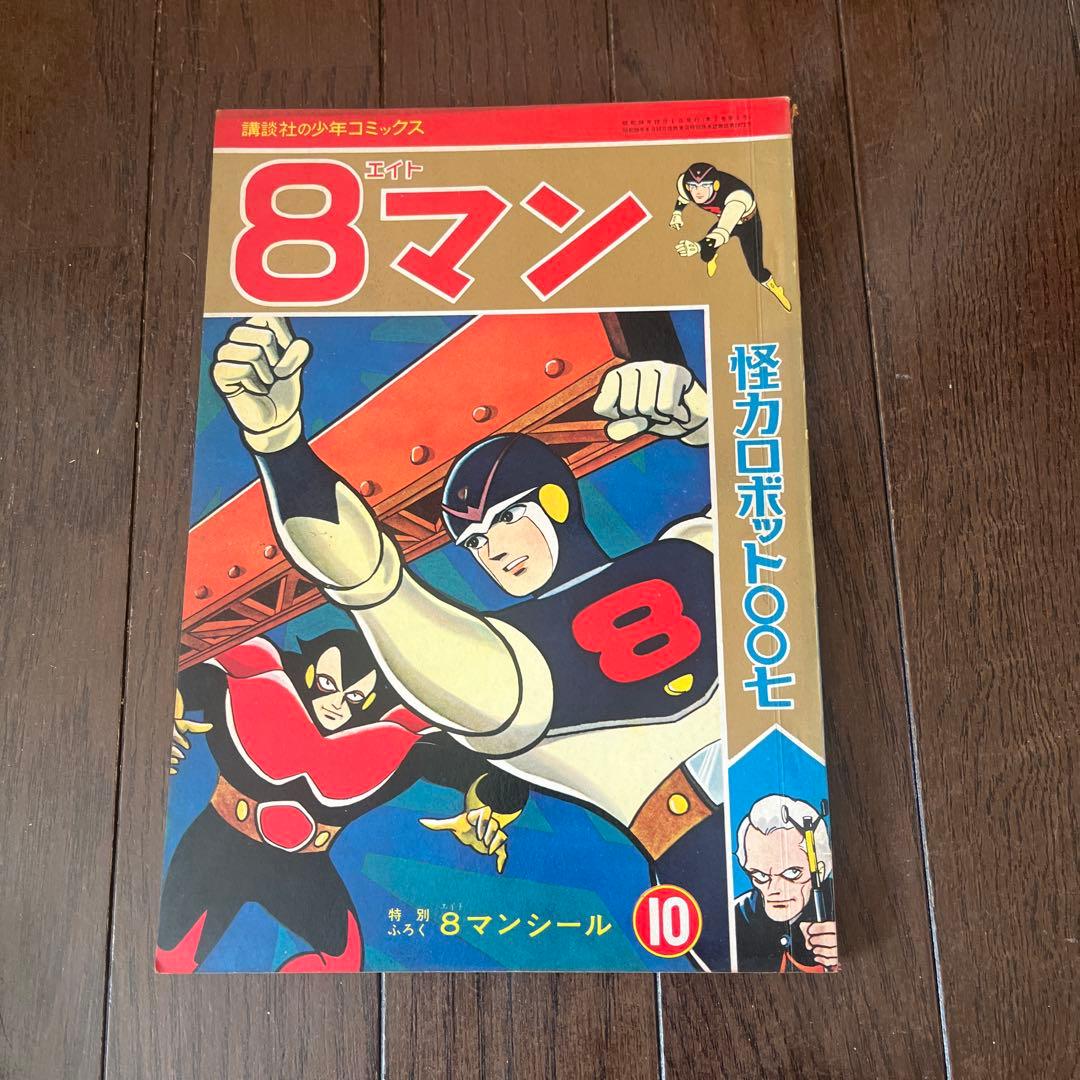 講談社の少年コミックス
エイト
8マン
怪力ロボット〇〇七
8
特別
ふろく
エイト
8マンシール
10